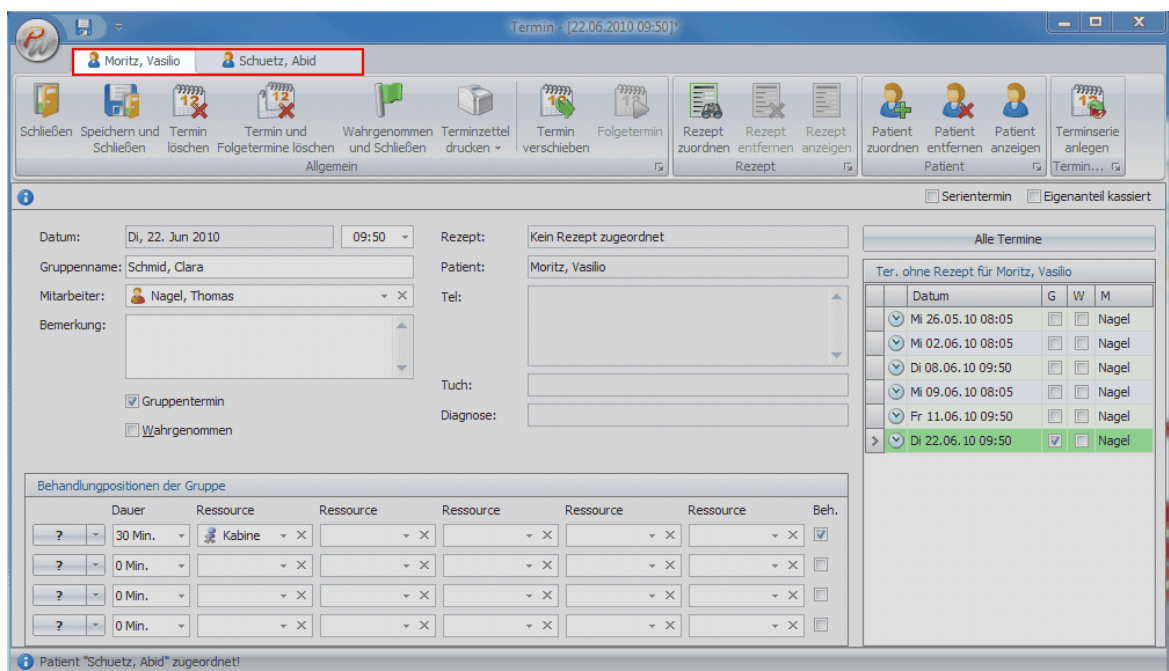 Termin - [22.06.2010 09:50]*
Moritz, Vasilio
Schuetz, Abid
Schließen
Speichern und Schließen
Termin löschen
Termin und Folgetermine löschen
Wahrgenommen und Schließen
Terminzettel drucken
Termin verschieben
Folgetermin
Rezept zuordnen
Rezept entfernen
Rezept anzeigen
Patient zuordnen
Patient entfernen
Patient anzeigen
Terminserie anlegen
Allgemein
Rezept
Patient
Termin...
Serientermin
Eigenanteil kassiert
Datum: Di, 22. Jun 2010 09:50
Gruppenname: Schmid, Clara
Mitarbeiter: Nagel, Thomas
Bemerkung:
Gruppentermin
Wahrgenommen
Rezept: Kein Rezept zugeordnet
Patient: Moritz, Vasilio
Tel:
Tuch:
Diagnose:
Alle Termine
Ter. ohne Rezept für Moritz, Vasilio
Datum G W M
Mi 26.05.10 08:05 Nagel
Mi 02.06.10 08:05 Nagel
Di 08.06.10 09:50 Nagel
Mi 09.06.10 08:05 Nagel
Fr 11.06.10 09:50 Nagel
Di 22.06.10 09:50 Nagel
Behandlungpositionen der Gruppe
Dauer Ressource Ressource Ressource Ressource Ressource Beh.
? 30 Min. Kabine
? 0 Min.
? 0 Min.
? 0 Min.
Patient "Schuetz, Abid" zugeordnet!